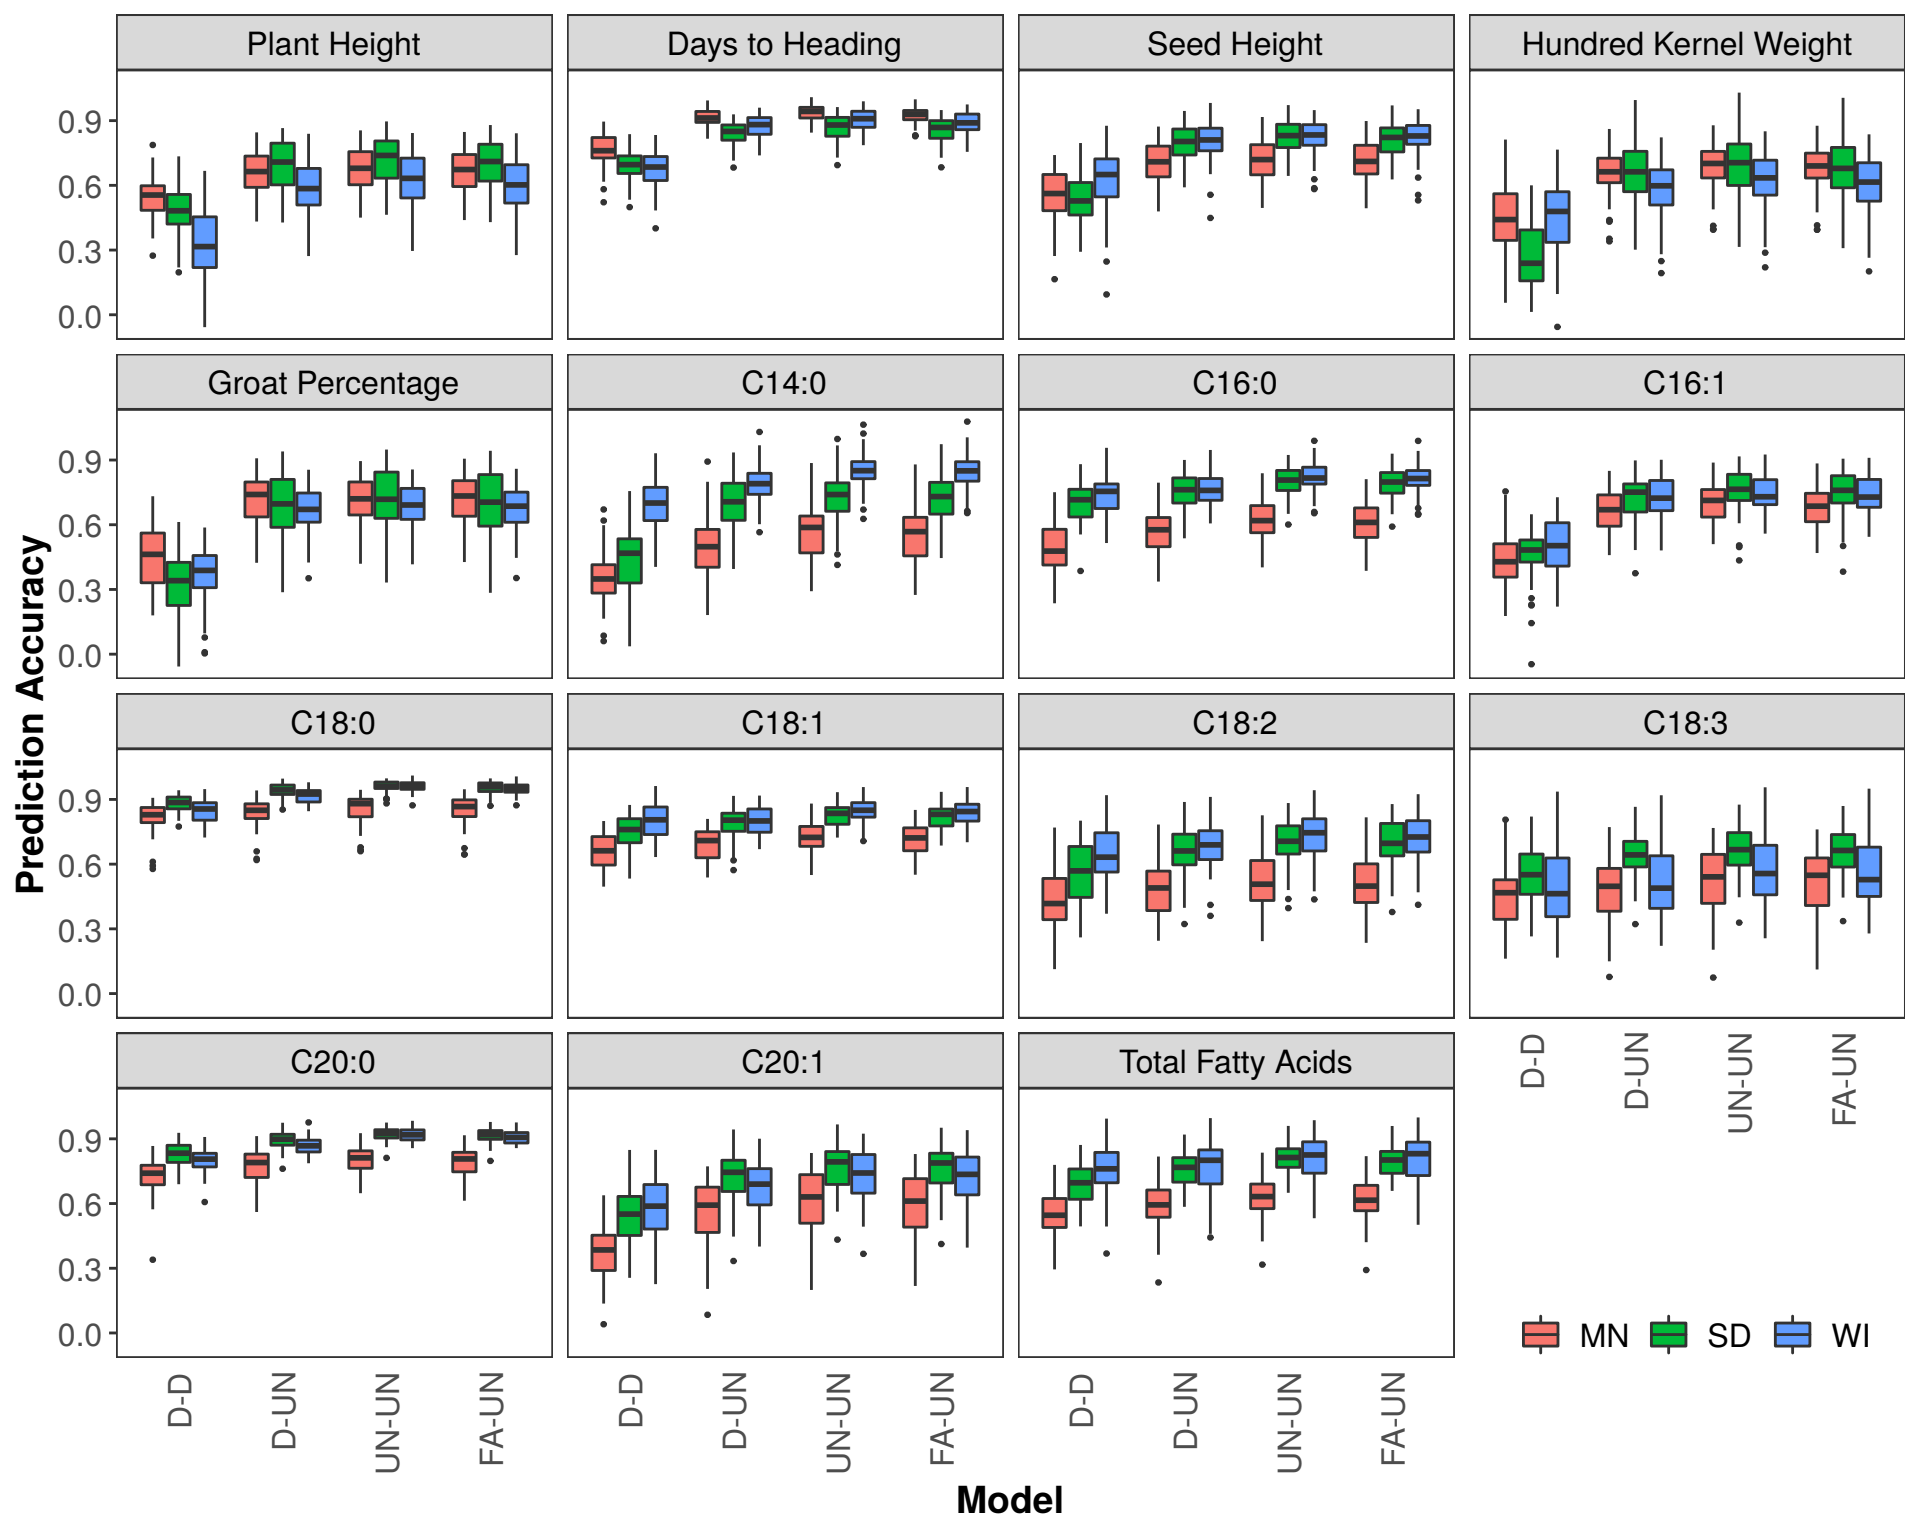 Plant Height
Days to Heading
Seed Height
Hundred Kernel Weight
0.9
0.6
0.3
0.0
Groat Percentage
C14:0
C16:0
C16:1
0.9
0.6
0.3
0.0
C18:0
C18:1
C18:2
C18:3
0.9
0.6
0.3
0.0
C20:0
C20:1
Total Fatty Acids
0.9
0.6
0.3
0.0
D-D
D-UN
UN-UN
FA-UN
D-D
D-UN
UN-UN
FA-UN
D-D
D-UN
UN-UN
FA-UN
D-D
D-UN
UN-UN
FA-UN
MN
SD
WI
Prediction Accuracy
Model